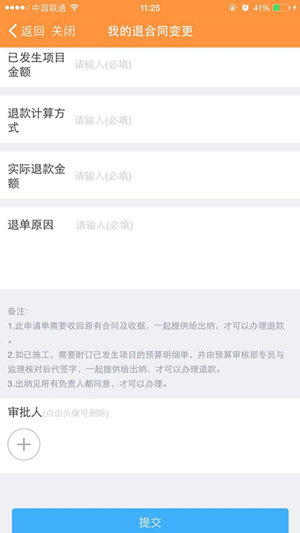 中国联通 11:25 41%
返回 关闭 我的退合同变更
已发生项目
金额 请输入(必填)
退款计算方
式 请输入(必填)
实际退款金
额 请输入(必填)
退单原因 请输入(必填)
备注：
1.此申请单需要收回原有合同及收据，一起提供给出纳，才可以办理退款
。
2.如已施工，需要附订已发生项目的预算明细单，并由预算审核部专员与
监理核对后代签字，一起提供给出纳，才可以办理退款。
3.出纳见所有负责人都同意，才可以办理。
审批人(点击头像可删除)
提交